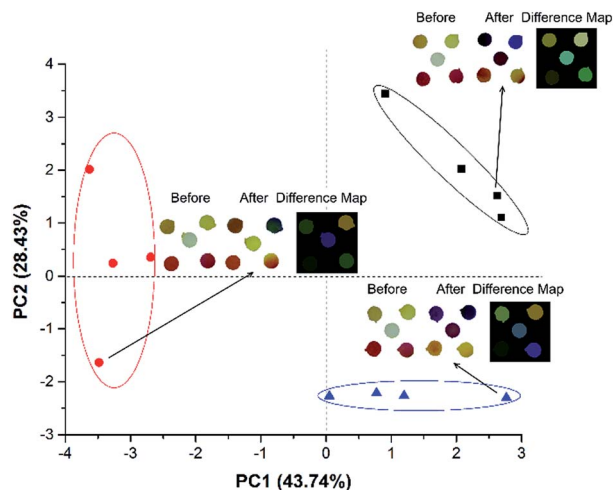 Before After Difference Map
Before After Difference Map
Before After Difference Map
PC2 (28.43%)
5
4
3
2
1
0
-1
-2
-3
-4 -3 -2 -1 0 1 2 3
PC1 (43.74%)